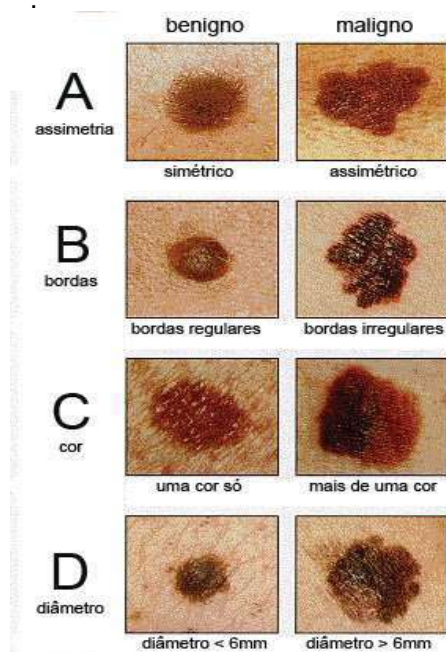 benigno maligno
A
assimetria
simétrico assimétrico
B
bordas
bordas regulares bordas irregulares
C
cor
uma cor só mais de uma cor
D
diâmetro
diâmetro < 6mm diâmetro > 6mm